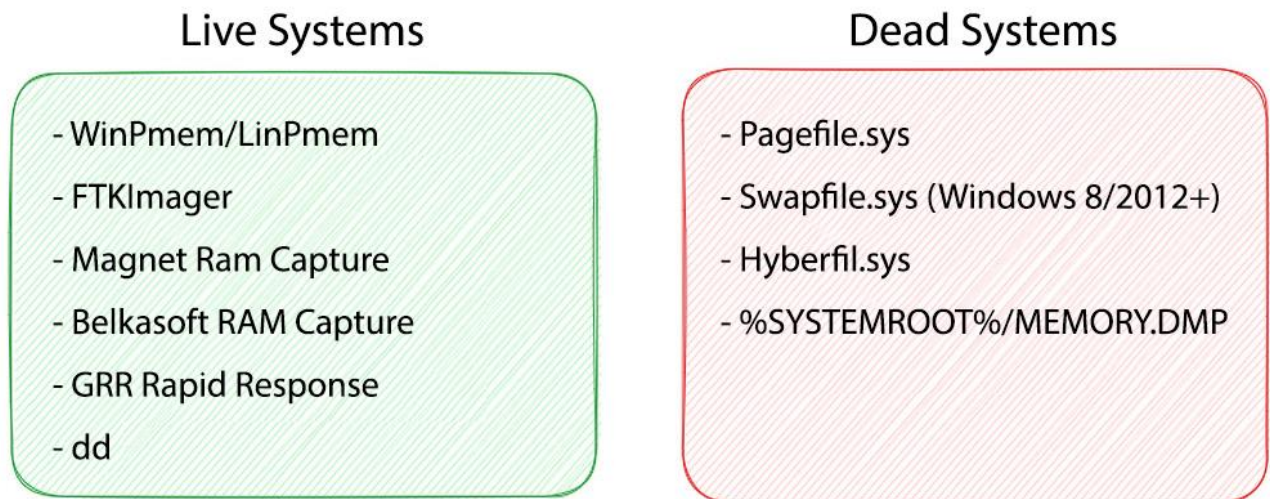 Live Systems
- WinPmem/LinPmem
- FTKImager
- Magnet Ram Capture
- Belkasoft RAM Capture
- GRR Rapid Response
- dd
Dead Systems
- Pagefile.sys
- Swapfile.sys (Windows 8/2012+)
- Hyberfil.sys
- %SYSTEMROOT%/MEMORY.DMP